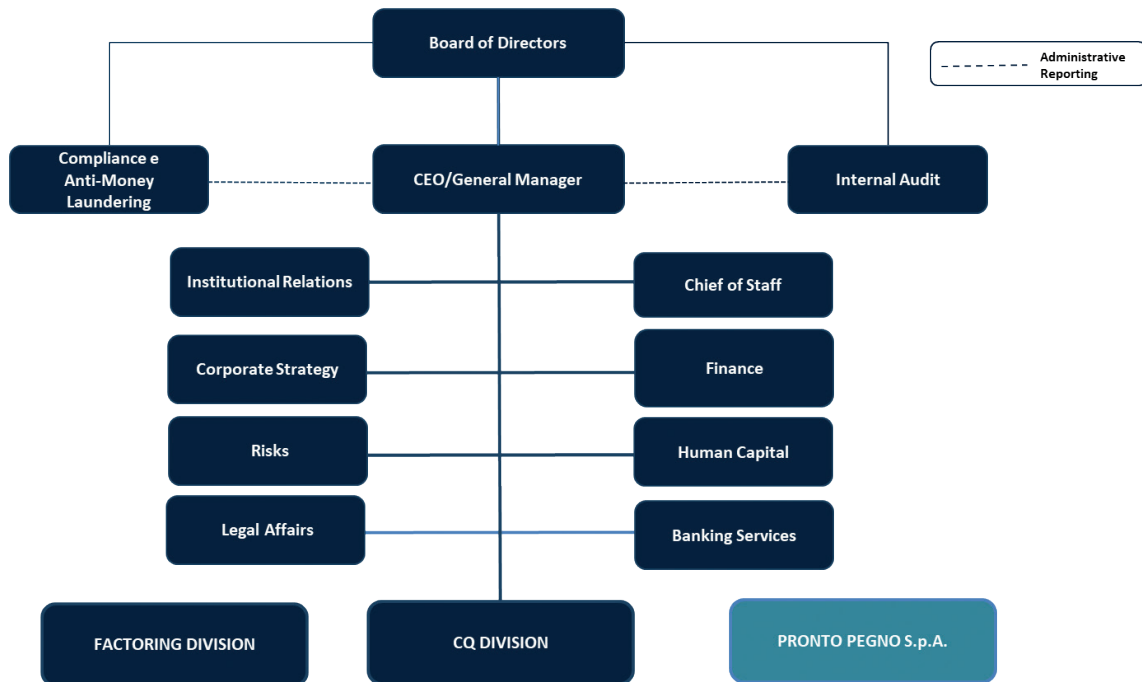 Board of Directors
Administrative
Reporting
Compliance e
Anti-Money
Laundering
CEO/General Manager
Internal Audit
Institutional Relations
Chief of Staff
Corporate Strategy
Finance
Risks
Human Capital
Legal Affairs
Banking Services
FACTORING DIVISION
CQ DIVISION
PRONTO PEGNO S.p.A.